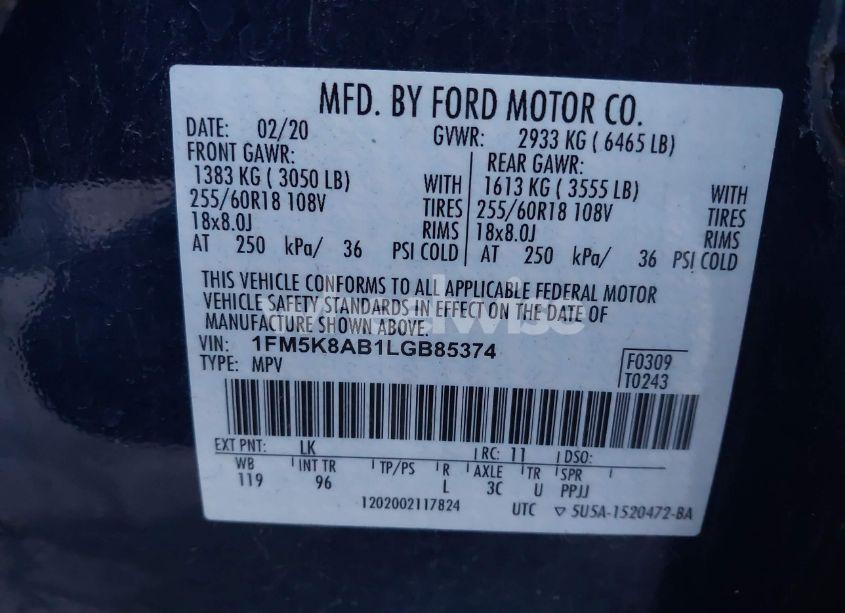 MFD. BY FORD MOTOR CO.
DATE: 02/20 GVWR: 2933 KG ( 6465 LB)
FRONT GAWR: REAR GAWR:
1383 KG ( 3050 LB) WITH 1613 KG ( 3555 LB) WITH
255/60R18 108V TIRES 255/60R18 108V TIRES
18x8.0J RIMS 18x8.0J RIMS
AT 250 kPa/ 36 PSI COLD AT 250 kPa/ 36 PSI COLD
THIS VEHICLE CONFORMS TO ALL APPLICABLE FEDERAL MOTOR
VEHICLE SAFETY STANDARDS IN EFFECT ON THE DATE OF
MANUFACTURE SHOWN ABOVE.
VIN: 1FM5K8AB1LGB85374
TYPE: MPV
F0309
T0243
EXT PNT: LK RC: 11 DSO:
WB INT TR TP/PS R AXLE TR SPR
119 96 L 3C U PPJJ
1202002117824 UTC ▽ 5U5A-1520472-BA